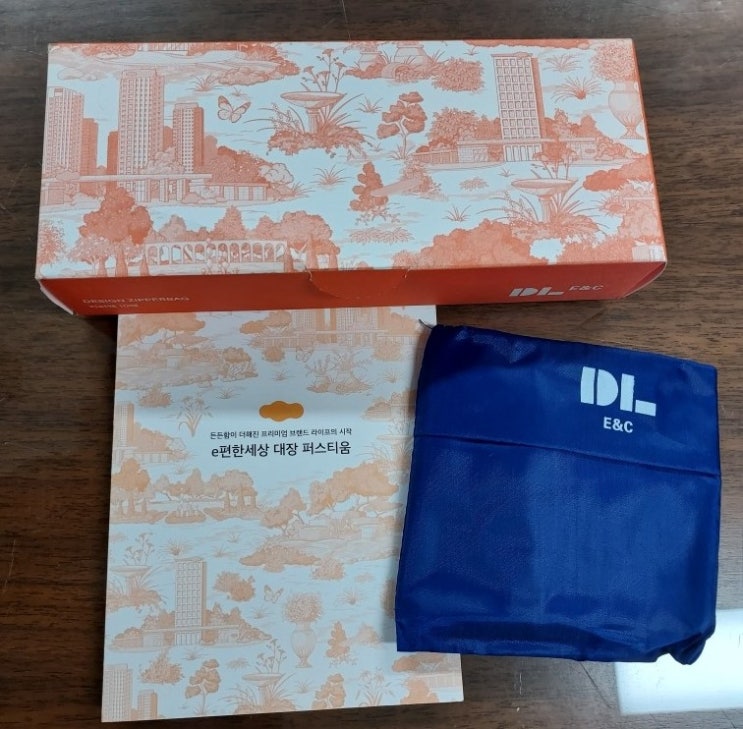 DESIGN ZIPPERBAG
DL E&C
든든함이 더해진 프리미엄 브랜드 라이프의 시작
e편한세상 대장 퍼스티움
DL
E&C